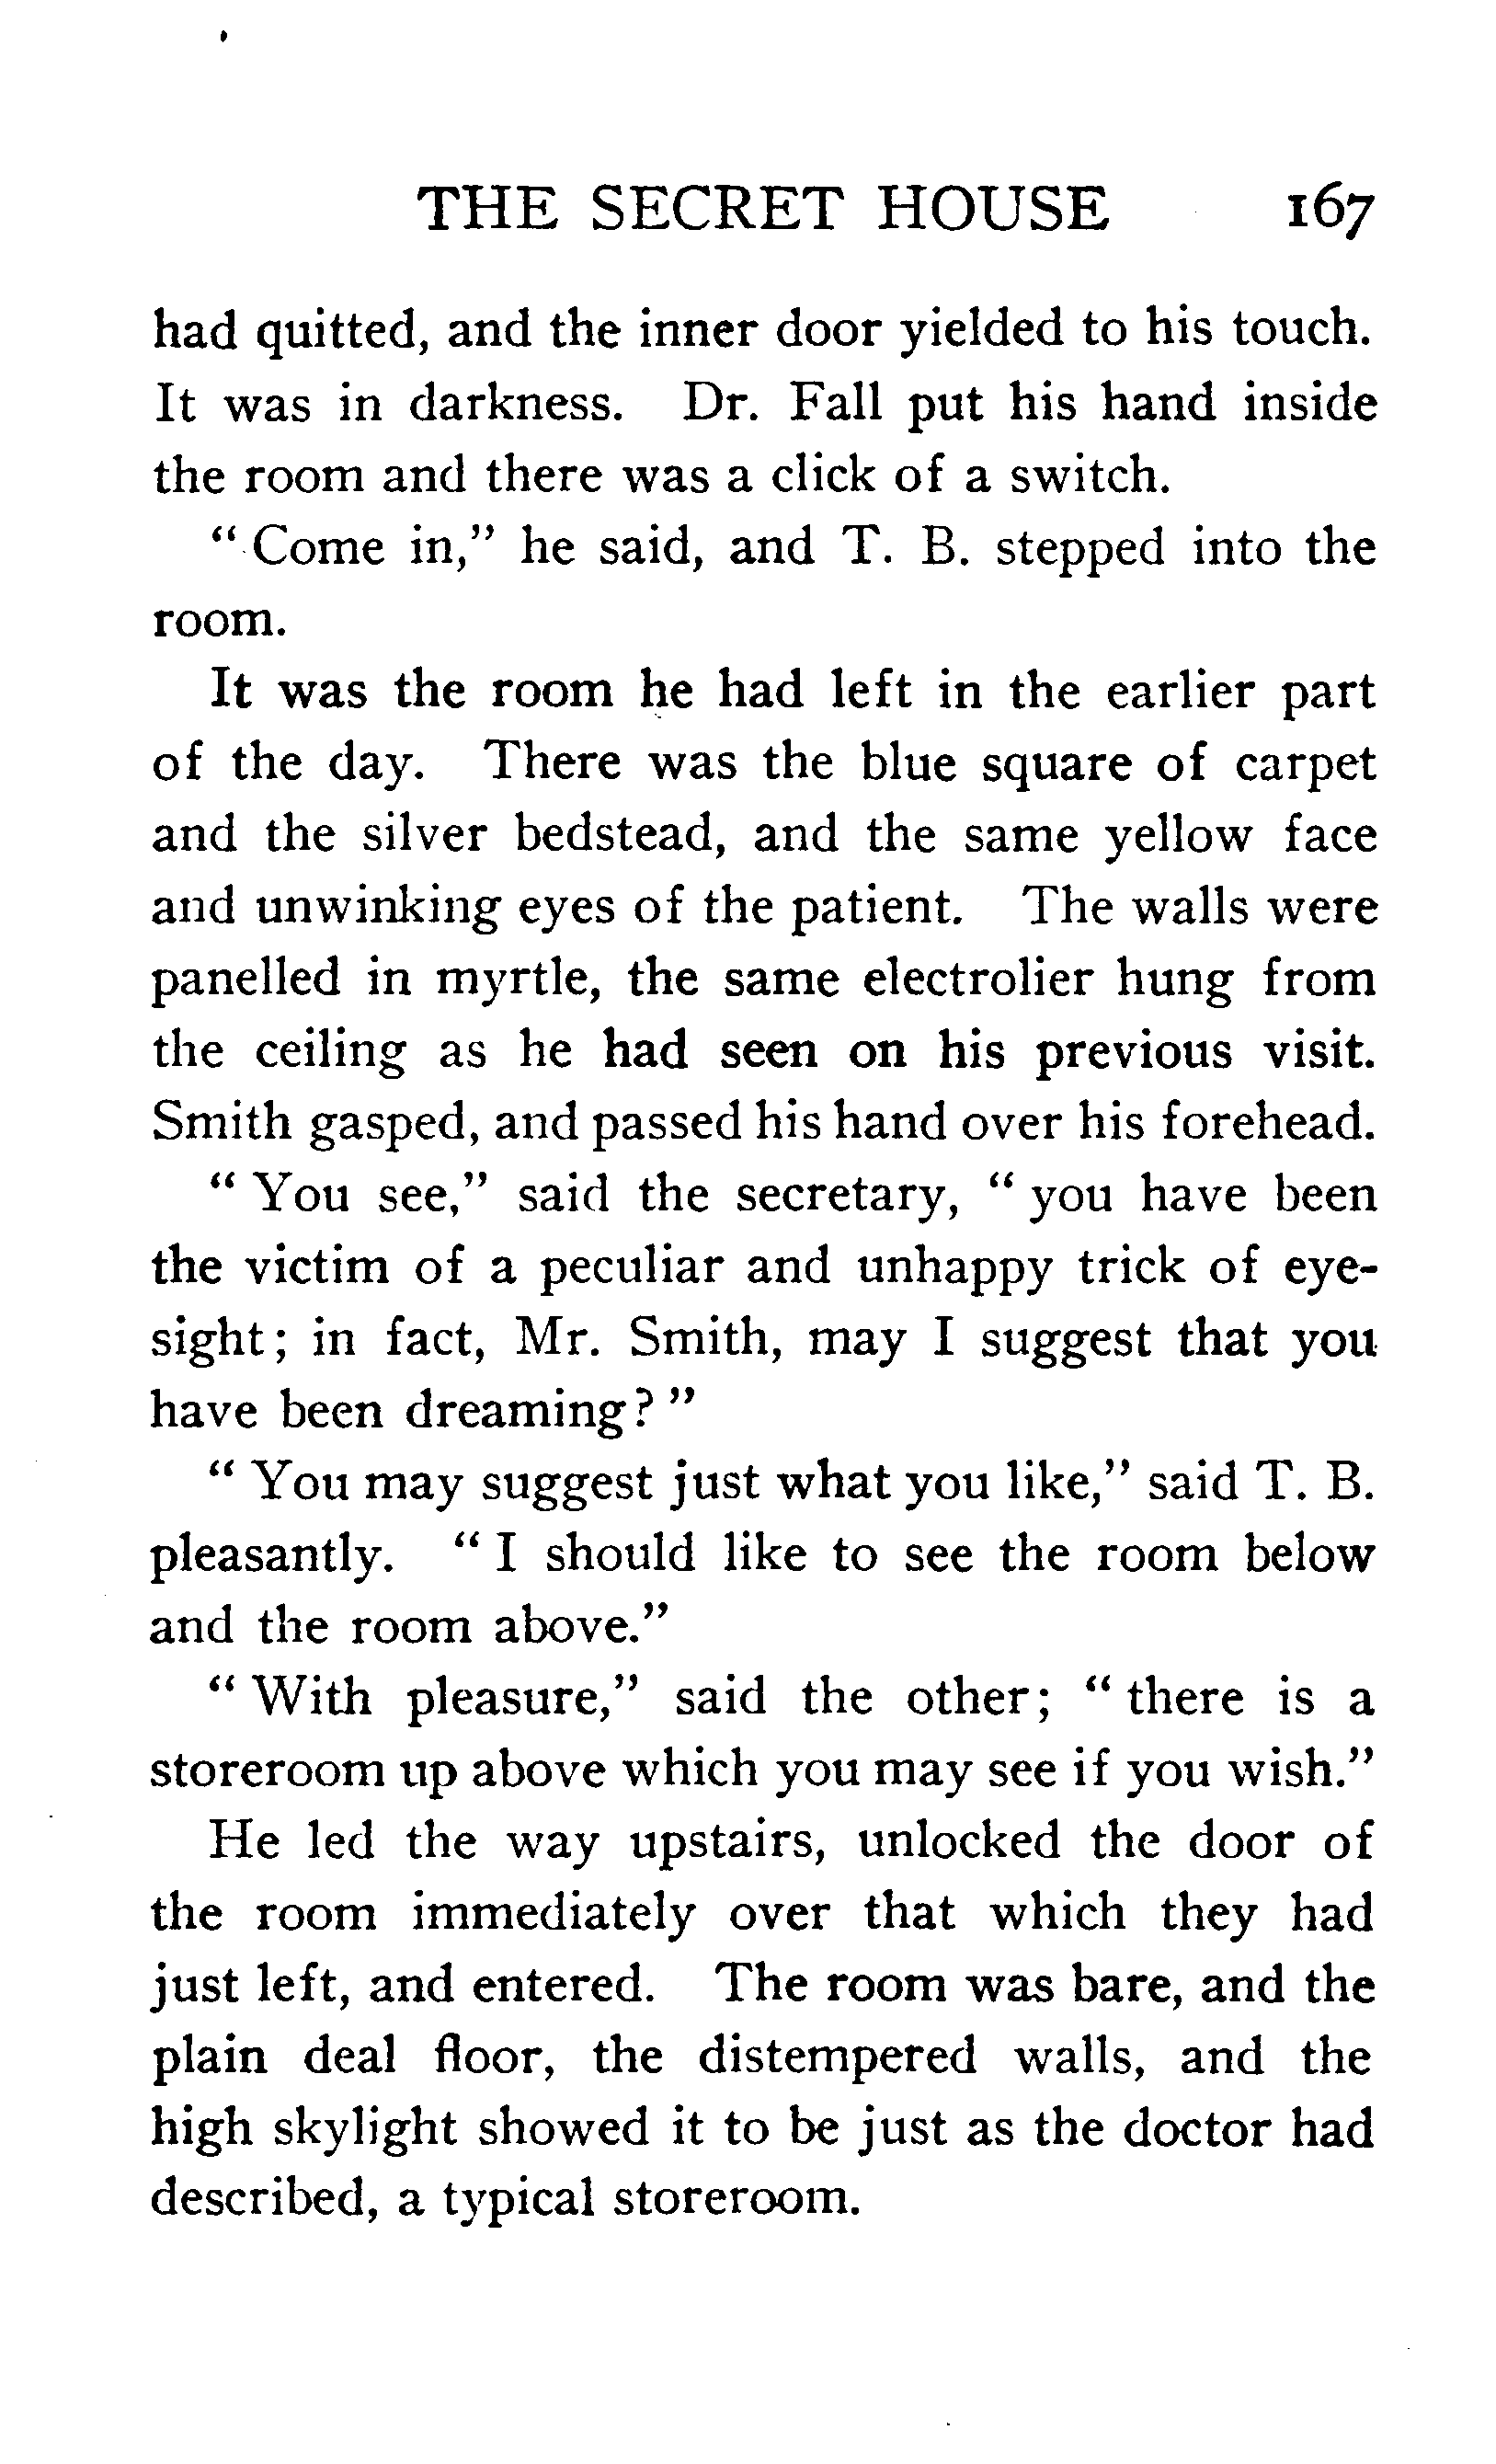 THE SECRET HOUSE 167
had quitted, and the inner door yielded to his touch.
It was in darkness. Dr. Fall put his hand inside
the room and there was a click of a switch.
" Come in," he said, and T. B. stepped into the
room.
It was the room he had left in the earlier part
of the day. There was the blue square of carpet
and the silver bedstead, and the same yellow face
and unwinking eyes of the patient. The walls were
panelled in myrtle, the same electrolier hung from
the ceiling as he had seen on his previous visit.
Smith gasped, and passed his hand over his forehead.
" You see," said the secretary, " you have been
the victim of a peculiar and unhappy trick of eye-
sight; in fact, Mr. Smith, may I suggest that you
have been dreaming? "
" You may suggest just what you like," said T. B.
pleasantly. " I should like to see the room below
and the room above."
" With pleasure," said the other; " there is a
storeroom up above which you may see if you wish."
He led the way upstairs, unlocked the door of
the room immediately over that which they had
just left, and entered. The room was bare, and the
plain deal floor, the distempered walls, and the
high skylight showed it to be just as the doctor had
described, a typical storeroom.